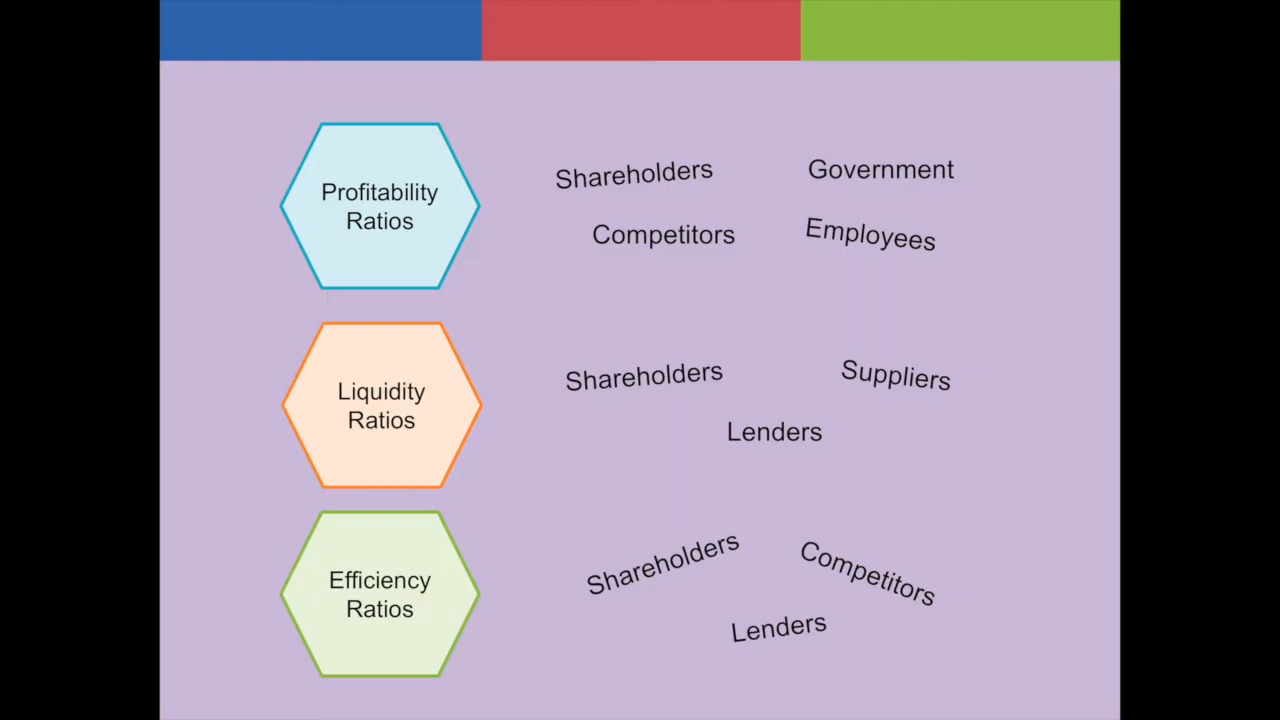 Profitability
Ratios
Shareholders
Government
Competitors
Employees
Liquidity
Ratios
Shareholders
Suppliers
Lenders
Efficiency
Ratios
Shareholders
Competitors
Lenders